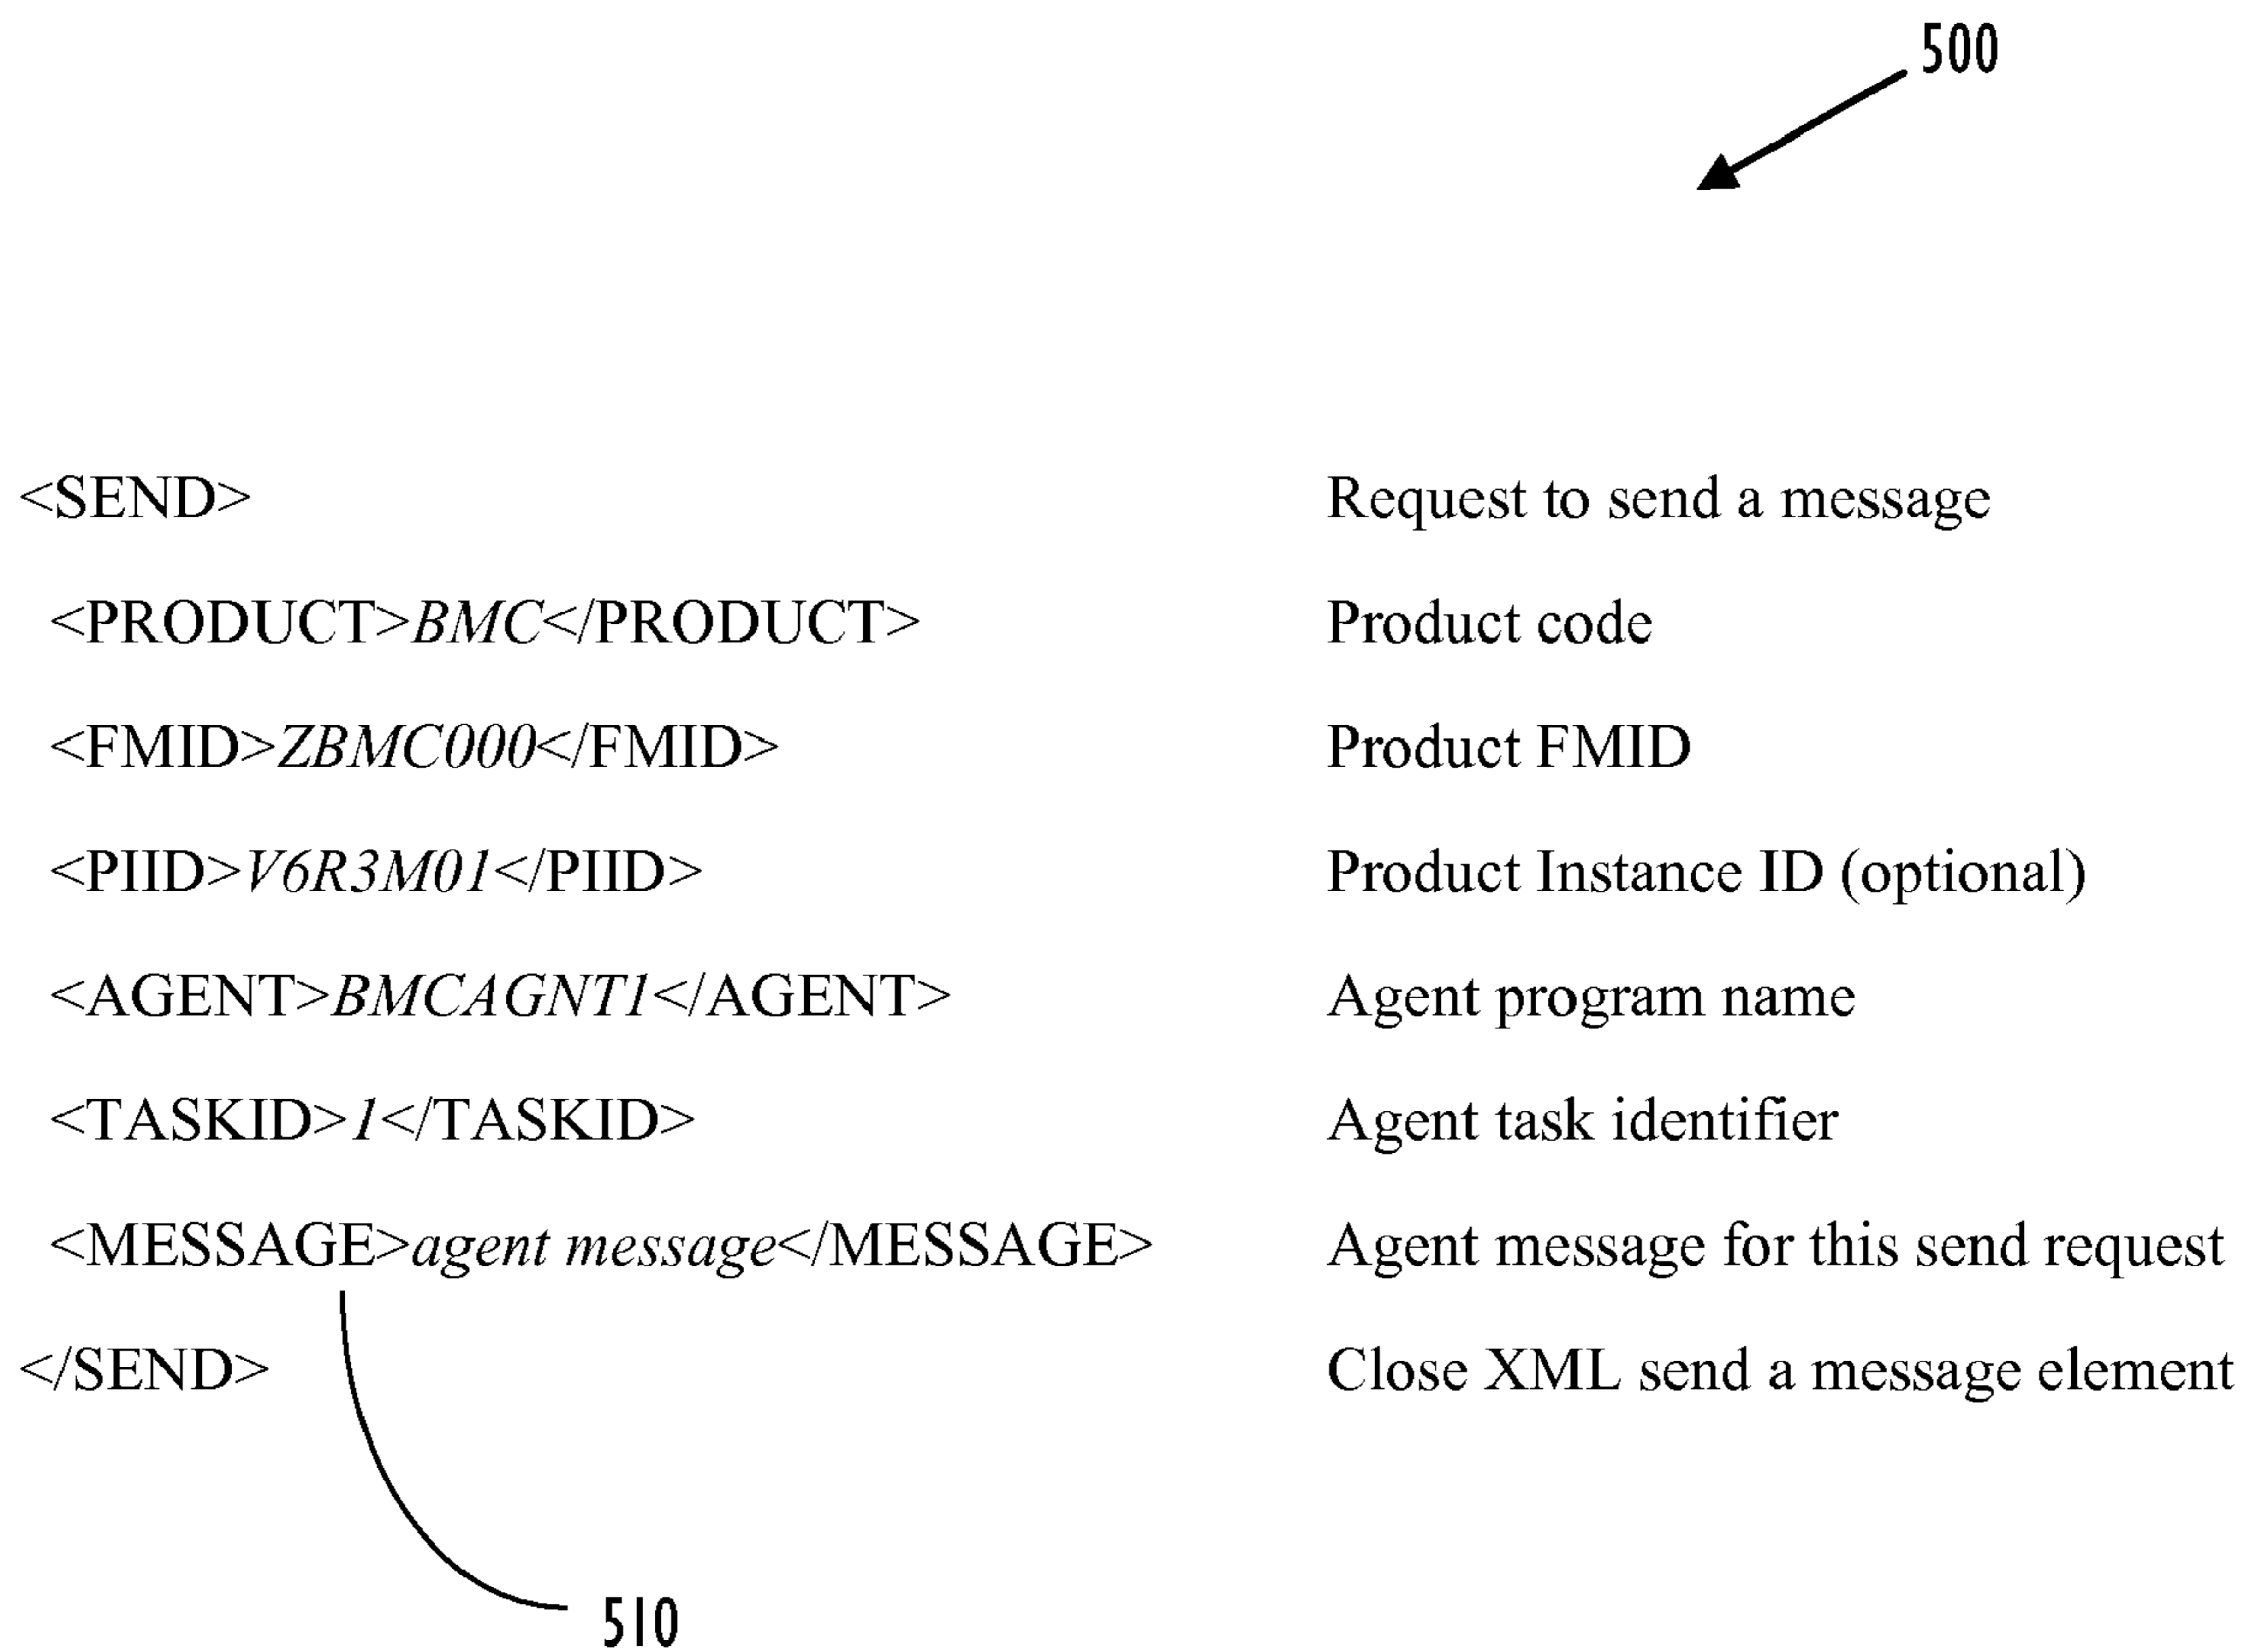 500
<SEND> Request to send a message
<PRODUCT>BMC</PRODUCT> Product code
<FMID>ZBMC000</FMID> Product FMID
<PIID>V6R3M01</PIID> Product Instance ID (optional)
<AGENT>BMCAGNT1</AGENT> Agent program name
<TASKID>1</TASKID> Agent task identifier
<MESSAGE>agent message</MESSAGE> Agent message for this send request
</SEND> Close XML send a message element
510